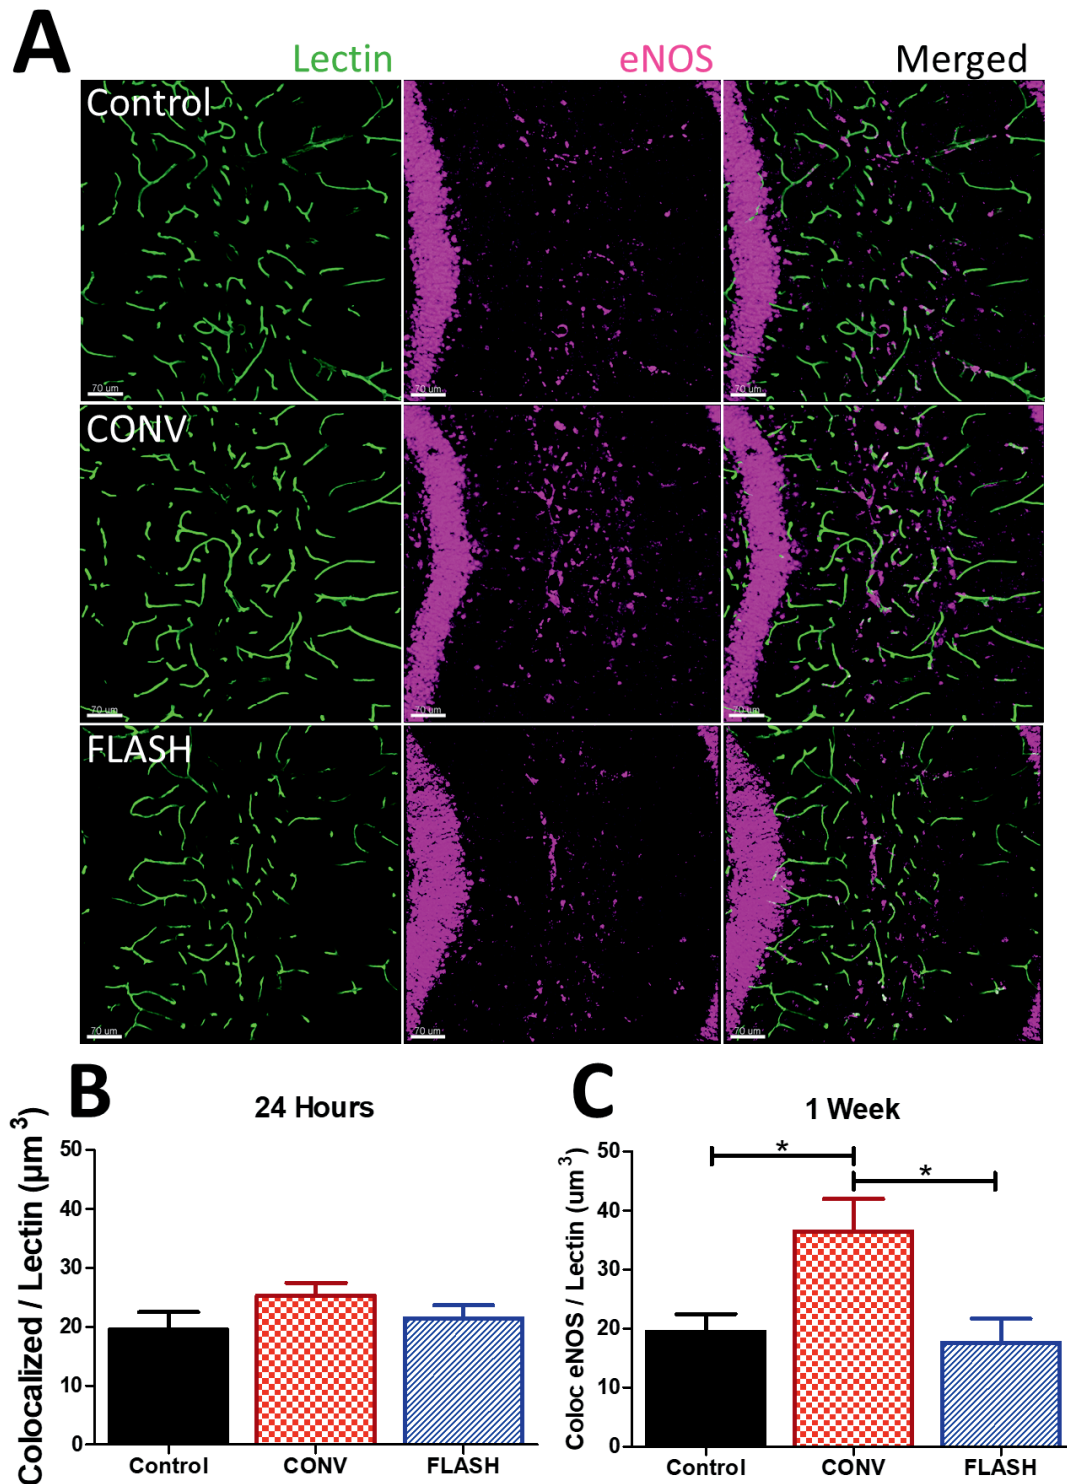 A
Lectin eNOS Merged
Control
70 um 70 um 70 um
CONV
70 um 70 um 70 um
FLASH
70 um 70 um 70 um
B
24 Hours
Colocalized / Lectin (µm³)
50
40
30
20
10
0
Control CONV FLASH
C
1 Week
Coloc eNOS / Lectin (um³)
50
40
30
20
10
0
* *
Control CONV FLASH